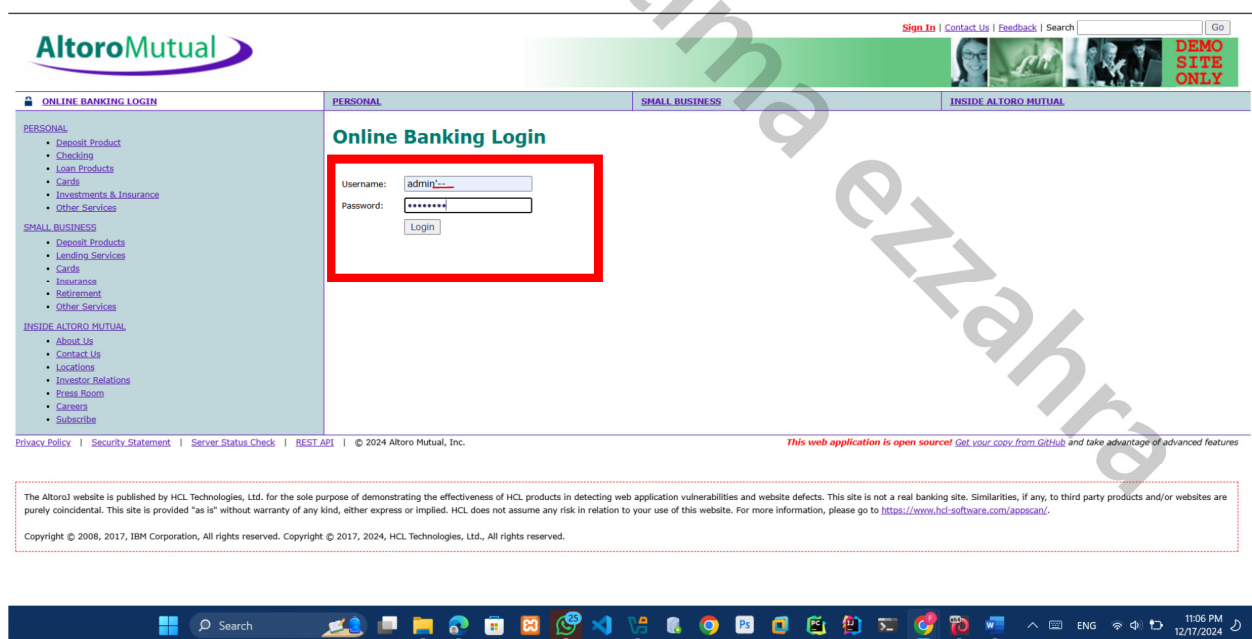 Sign In | Contact Us | Feedback | Search Go
AltoroMutual
DEMO
SITE
ONLY
ONLINE BANKING LOGIN
PERSONAL
SMALL BUSINESS
INSIDE ALTORO MUTUAL
PERSONAL
Deposit Product
Checking
Loan Products
Cards
Investments & Insurance
Other Services
SMALL BUSINESS
Deposit Products
Lending Services
Cards
Insurance
Retirement
Other Services
INSIDE ALTORO MUTUAL
About Us
Contact Us
Locations
Investor Relations
Press Room
Careers
Subscribe
Online Banking Login
Username: admin'--
Password: ••••••••
Login
Privacy Policy | Security Statement | Server Status Check | REST API | © 2024 Altoro Mutual, Inc.
This web application is open source! Get your copy from GitHub and take advantage of advanced features
The AltoroJ website is published by HCL Technologies, Ltd. for the sole purpose of demonstrating the effectiveness of HCL products in detecting web application vulnerabilities and website defects. This site is not a real banking site. Similarities, if any, to third party products and/or websites are
purely coincidental. This site is provided "as is" without warranty of any kind, either express or implied. HCL does not assume any risk in relation to your use of this website. For more information, please go to https://www.hcl-software.com/appscan/.
Copyright © 2008, 2017, IBM Corporation, All rights reserved. Copyright © 2017, 2024, HCL Technologies, Ltd., All rights reserved.
ezzahra
Search
25
Ps
ENG
11:06 PM
12/17/2024